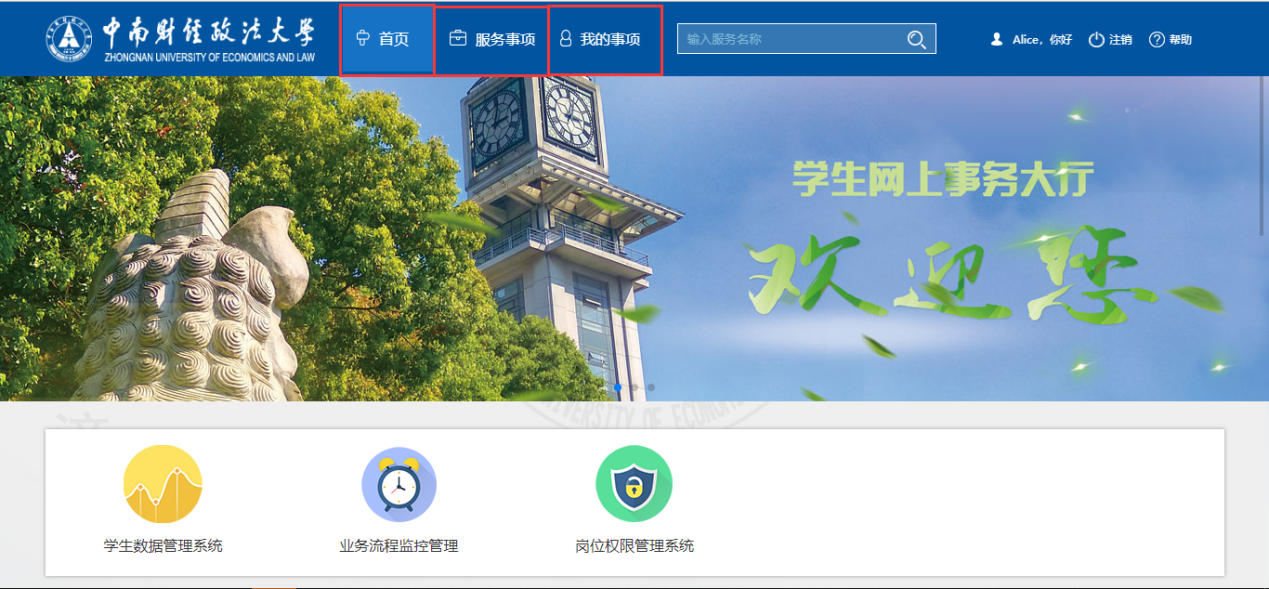 中南财经政法大学
ZHONGNAN UNIVERSITY OF ECONOMICS AND LAW
首页
服务事项
我的事项
输入服务名称
Alice，你好
注销
帮助
学生网上事务大厅
欢迎您
UNIVERSITY OF ECONO
学生数据管理系统
业务流程监控管理
岗位权限管理系统